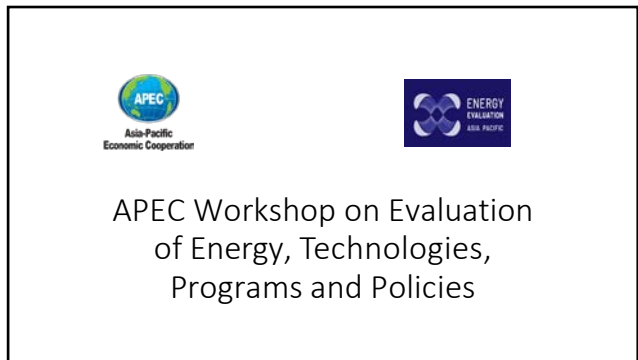 APEC
Asia-Pacific
Economic Cooperation
ENERGY
EVALUATION
ASIA PACIFIC
APEC Workshop on Evaluation
of Energy, Technologies,
Programs and Policies